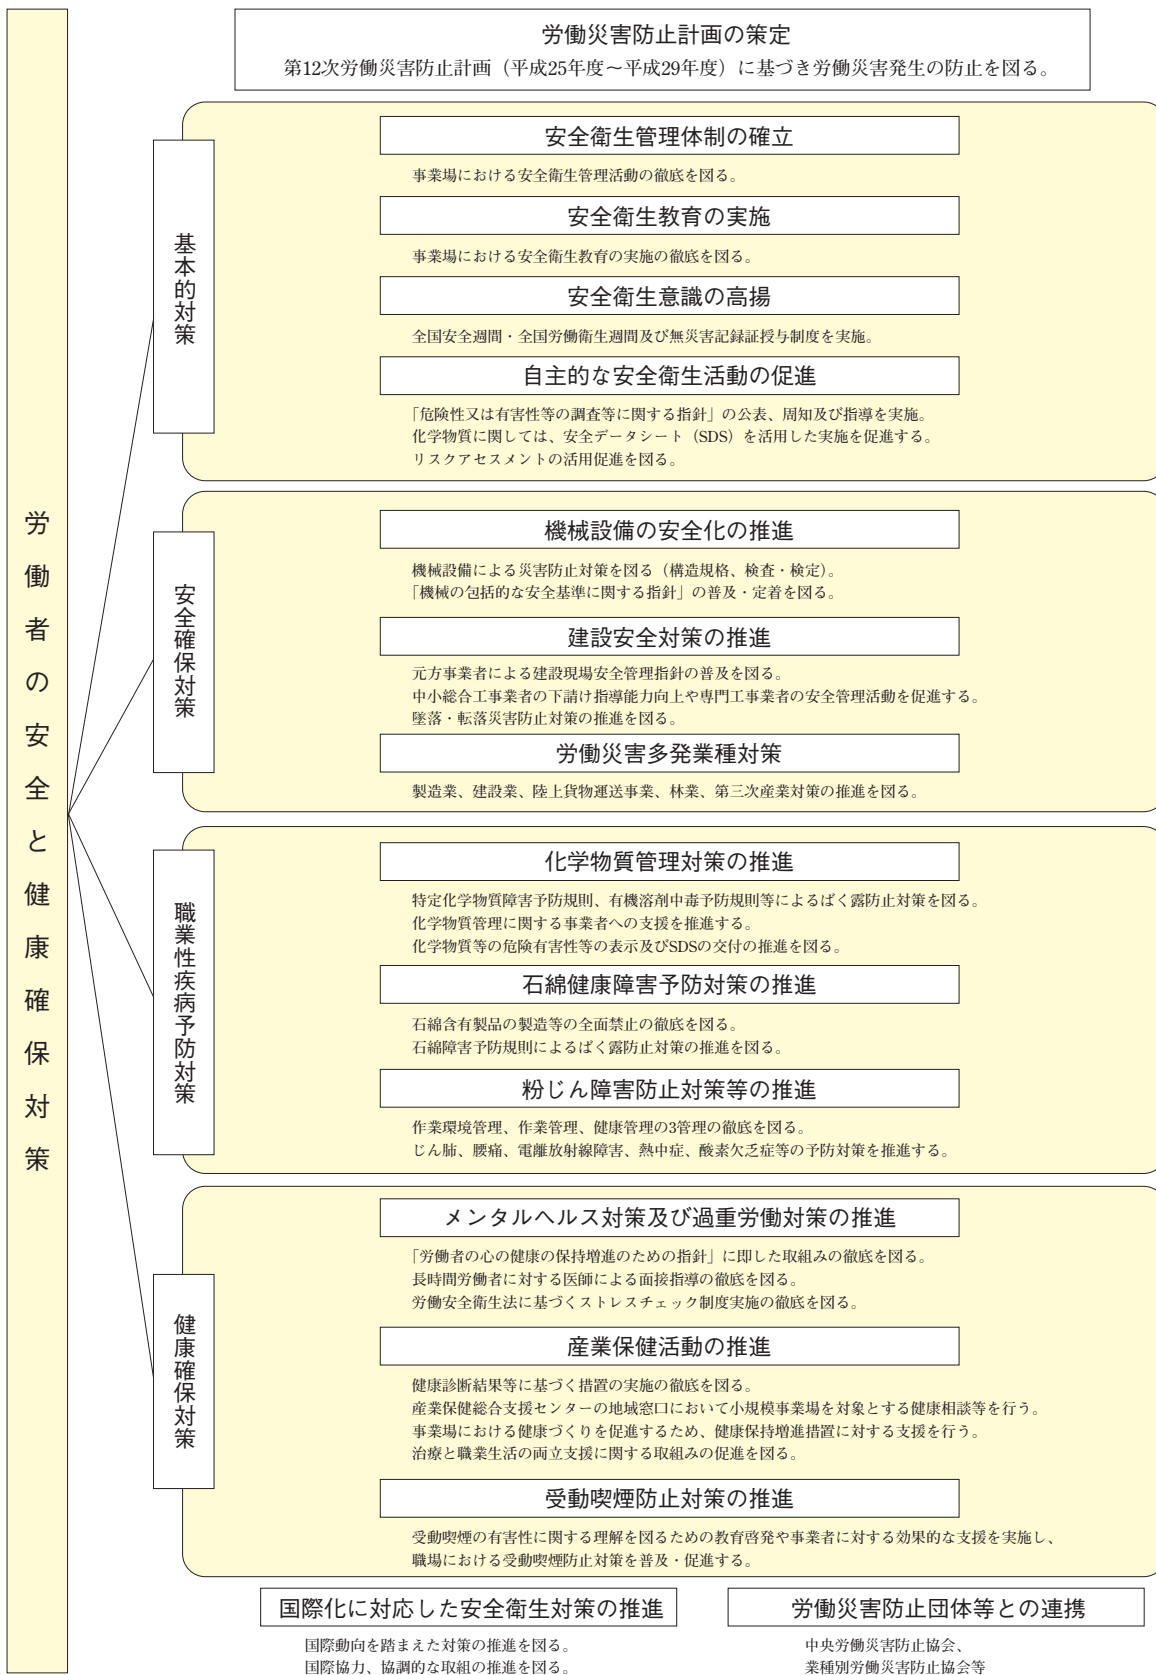 労働者の安全と健康確保対策
労働災害防止計画の策定
第12次労働災害防止計画（平成25年度～平成29年度）に基づき労働災害発生の防止を図る。
基本的対策
安全衛生管理体制の確立
事業場における安全衛生管理活動の徹底を図る。
安全衛生教育の実施
事業場における安全衛生教育の実施の徹底を図る。
安全衛生意識の高揚
全国安全週間・全国労働衛生週間及び無災害記録証授与制度を実施。
自主的な安全衛生活動の促進
「危険性又は有害性等の調査等に関する指針」の公表、周知及び指導を実施。
化学物質に関しては、安全データシート（SDS）を活用した実施を促進する。
リスクアセスメントの活用促進を図る。
安全確保対策
機械設備の安全化の推進
機械設備による災害防止対策を図る（構造規格、検査・検定）。
「機械の包括的な安全基準に関する指針」の普及・定着を図る。
建設安全対策の推進
元方事業者による建設現場安全管理指針の普及を図る。
中小総合工事業者の下請け指導能力向上や専門工事業者の安全管理活動を促進する。
墜落・転落災害防止対策の推進を図る。
労働災害多発業種対策
製造業、建設業、陸上貨物運送事業、林業、第三次産業対策の推進を図る。
職業性疾病予防対策
化学物質管理対策の推進
特定化学物質障害予防規則、有機溶剤中毒予防規則等によるばく露防止対策を図る。
化学物質管理に関する事業者への支援を推進する。
化学物質等の危険有害性等の表示及びSDSの交付の推進を図る。
石綿健康障害予防対策の推進
石綿含有製品の製造等の全面禁止の徹底を図る。
石綿障害予防規則によるばく露防止対策の推進を図る。
粉じん障害防止対策等の推進
作業環境管理、作業管理、健康管理の3管理の徹底を図る。
じん肺、腰痛、電離放射線障害、熱中症、酸素欠乏症等の予防対策を推進する。
健康確保対策
メンタルヘルス対策及び過重労働対策の推進
「労働者の心の健康の保持増進のための指針」に即した取組みの徹底を図る。
長時間労働者に対する医師による面接指導の徹底を図る。
労働安全衛生法に基づくストレスチェック制度実施の徹底を図る。
産業保健活動の推進
健康診断結果等に基づく措置の実施の徹底を図る。
産業保健総合支援センターの地域窓口において小規模事業場を対象とする健康相談等を行う。
事業場における健康づくりを促進するため、健康保持増進措置に対する支援を行う。
治療と職業生活の両立支援に関する取組みの促進を図る。
受動喫煙防止対策の推進
受動喫煙の有害性に関する理解を図るための教育啓発や事業者に対する効果的な支援を実施し、
職場における受動喫煙防止対策を普及・促進する。
国際化に対応した安全衛生対策の推進
国際動向を踏まえた対策の推進を図る。
国際協力、協調的な取組の推進を図る。
労働災害防止団体等との連携
中央労働災害防止協会、
業種別労働災害防止協会等